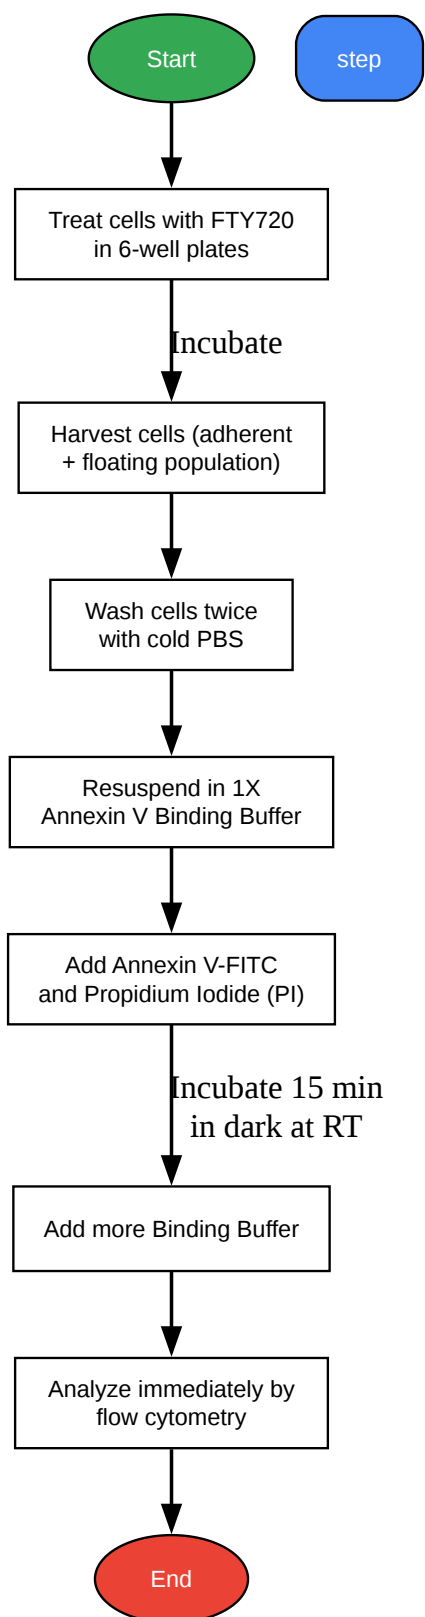 Start
step
Treat cells with FTY720
in 6-well plates
Incubate
Harvest cells (adherent
+ floating population)
Wash cells twice
with cold PBS
Resuspend in 1X
Annexin V Binding Buffer
Add Annexin V-FITC
and Propidium Iodide (PI)
Incubate 15 min
in dark at RT
Add more Binding Buffer
Analyze immediately by
flow cytometry
End